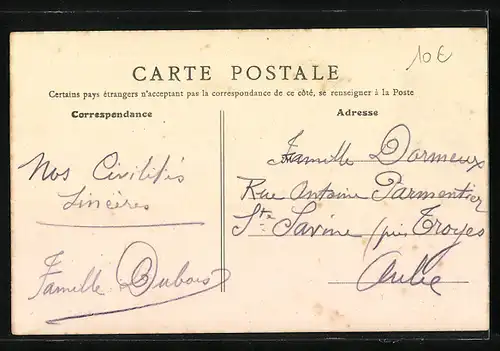 10€
CARTE POSTALE
Certains pays étrangers n'acceptant pas la correspondance de ce côté, se renseigner à la Poste
Correspondance
Nos Civilités
Sincères
Famille Dubois
Adresse
Famille Dormeux
Rue Antoine Parmentier
Ste Savine (près Troyes
Aube